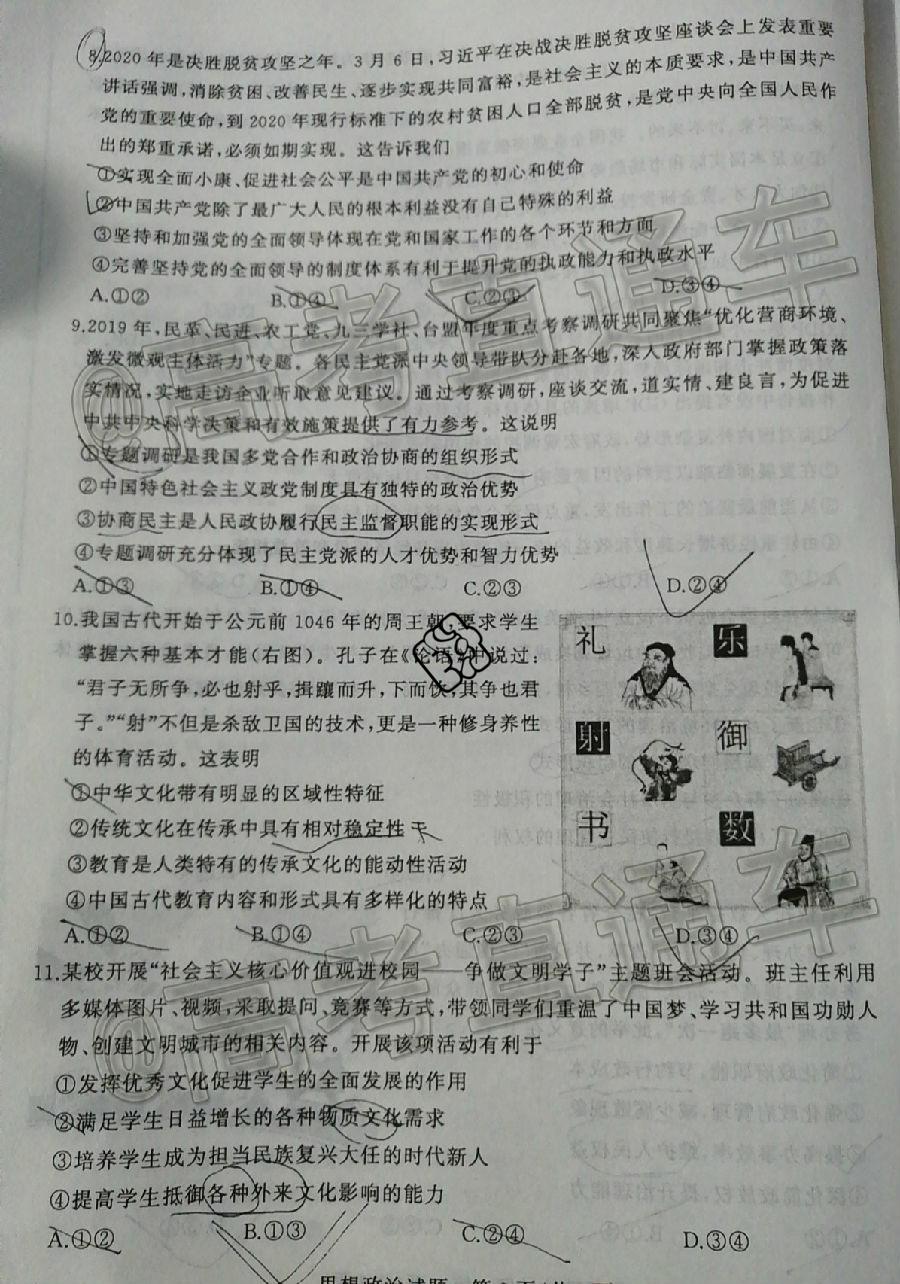 8.2020年是决胜脱贫攻坚之年。3月6日,习近平在决战决胜脱贫攻坚座谈会上发表重要
讲话强调,消除贫困、改善民生、逐步实现共同富裕,是社会主义的本质要求,是中国共产
党的重要使命,到2020年现行标准下的农村贫困人口全部脱贫,是党中央向全国人民作
出的郑重承诺,必须如期实现。这告诉我们
①实现全面小康、促进社会公平是中国共产党的初心和使命
②中国共产党除了最广大人民的根本利益没有自己特殊的利益
③坚持和加强党的全面领导体现在党和国家工作的各个环节和方面
④完善坚持党的全面领导的制度体系有利于提升党的执政能力和执政水平
A.①② B.①④ C.②③ D.③④
9.2019年,民革、民进、农工党、九三学社、台盟年度重点考察调研共同聚焦“优化营商环境、
激发微观主体活力”专题。各民主党派中央领导带队分赴各地,深入政府部门掌握政策落
实情况,实地走访企业听取意见建议。通过考察调研,座谈交流,道实情、建良言,为促进
中共中央科学决策和有效施策提供了有力参考。这说明
①专题调研是我国多党合作和政治协商的组织形式
②中国特色社会主义政党制度具有独特的政治优势
③协商民主是人民政协履行民主监督职能的实现形式
④专题调研充分体现了民主党派的人才优势和智力优势
A.①③ B.①④ C.②③ D.②④
10.我国古代开始于公元前1046年的周王朝,要求学生
掌握六种基本才能(右图)。孔子在《论语》中说过:
“君子无所争,必也射乎,揖让而升,下而饮,其争也君
子。”“射”不但是杀敌卫国的技术,更是一种修身养性
的体育活动。这表明
①中华文化带有明显的区域性特征
②传统文化在传承中具有相对稳定性
③教育是人类特有的传承文化的能动性活动
④中国古代教育内容和形式具有多样化的特点
A.①② B.①④ C.②③ D.③④
礼 乐
射 御
书 数
11.某校开展“社会主义核心价值观进校园——争做文明学子”主题班会活动。班主任利用
多媒体图片、视频,采取提问、竞赛等方式,带领同学们重温了中国梦、学习共和国功勋人
物、创建文明城市的相关内容。开展该项活动有利于
①发挥优秀文化促进学生的全面发展的作用
②满足学生日益增长的各种物质文化需求
③培养学生成为担当民族复兴大任的时代新人
④提高学生抵御各种外来文化影响的能力
A.①② B.①③ C.②④ D.③④
@高考直通车
@高考直通车